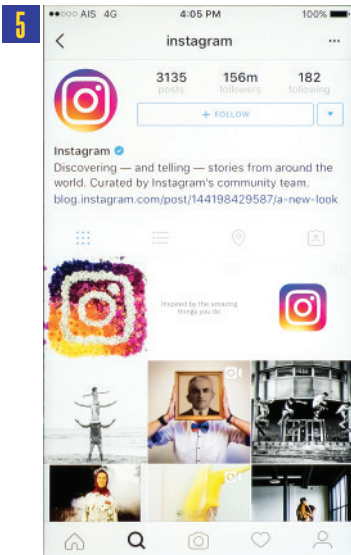 5
AIS 4G 4:05 PM 100%
instagram
3135 156m 182
posts followers following
+ FOLLOW
Instagram
Discovering — and telling — stories from around the
world. Curated by Instagram's community team.
blog.instagram.com/post/144198429587/a-new-look
Inspired by the amazing
things you do